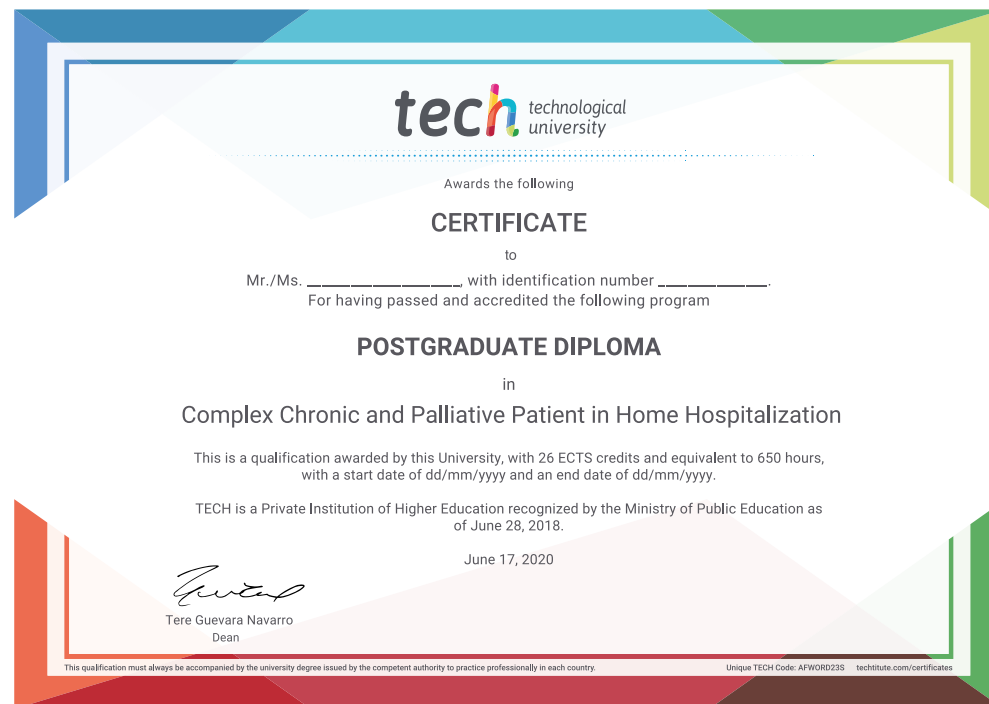 tech technological
university
Awards the following
CERTIFICATE
to
Mr./Ms. ____________________, with identification number ______________.
For having passed and accredited the following program
POSTGRADUATE DIPLOMA
in
Complex Chronic and Palliative Patient in Home Hospitalization
This is a qualification awarded by this University, with 26 ECTS credits and equivalent to 650 hours,
with a start date of dd/mm/yyyy and an end date of dd/mm/yyyy.
TECH is a Private Institution of Higher Education recognized by the Ministry of Public Education as
of June 28, 2018.
June 17, 2020
Tere Guevara Navarro
Dean
This qualification must always be accompanied by the university degree issued by the competent authority to practice professionally in each country.
Unique TECH Code: AFWORD23S techtitute.com/certificates